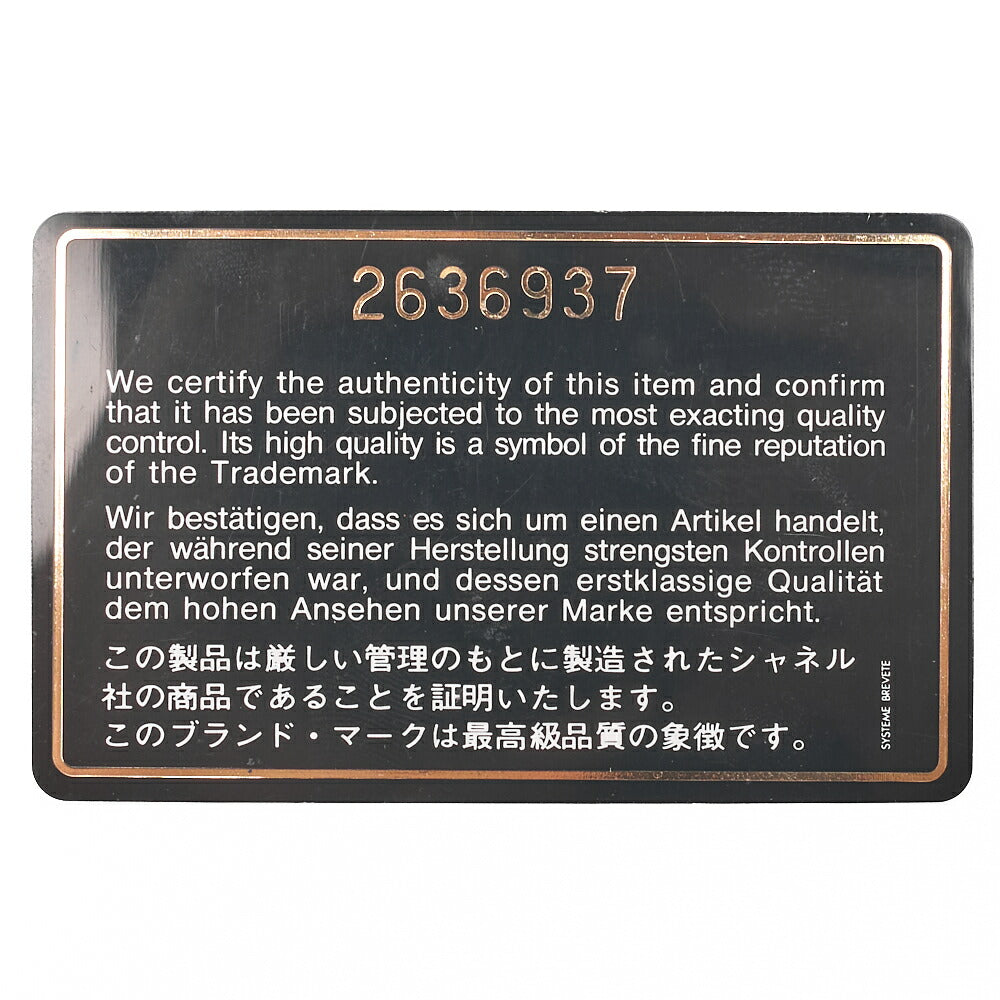 2636937
We certify the authenticity of this item and confirm
that it has been subjected to the most exacting quality
control. Its high quality is a symbol of the fine reputation
of the Trademark.
Wir bestätigen, dass es sich um einen Artikel handelt,
der während seiner Herstellung strengsten Kontrollen
unterworfen war, und dessen erstklassige Qualität
dem hohen Ansehen unserer Marke entspricht.
この製品は厳しい管理のもとに製造されたシャネル
社の商品であることを証明いたします。
このブランド・マークは最高級品質の象徴です。
SYSTEME BREVETE